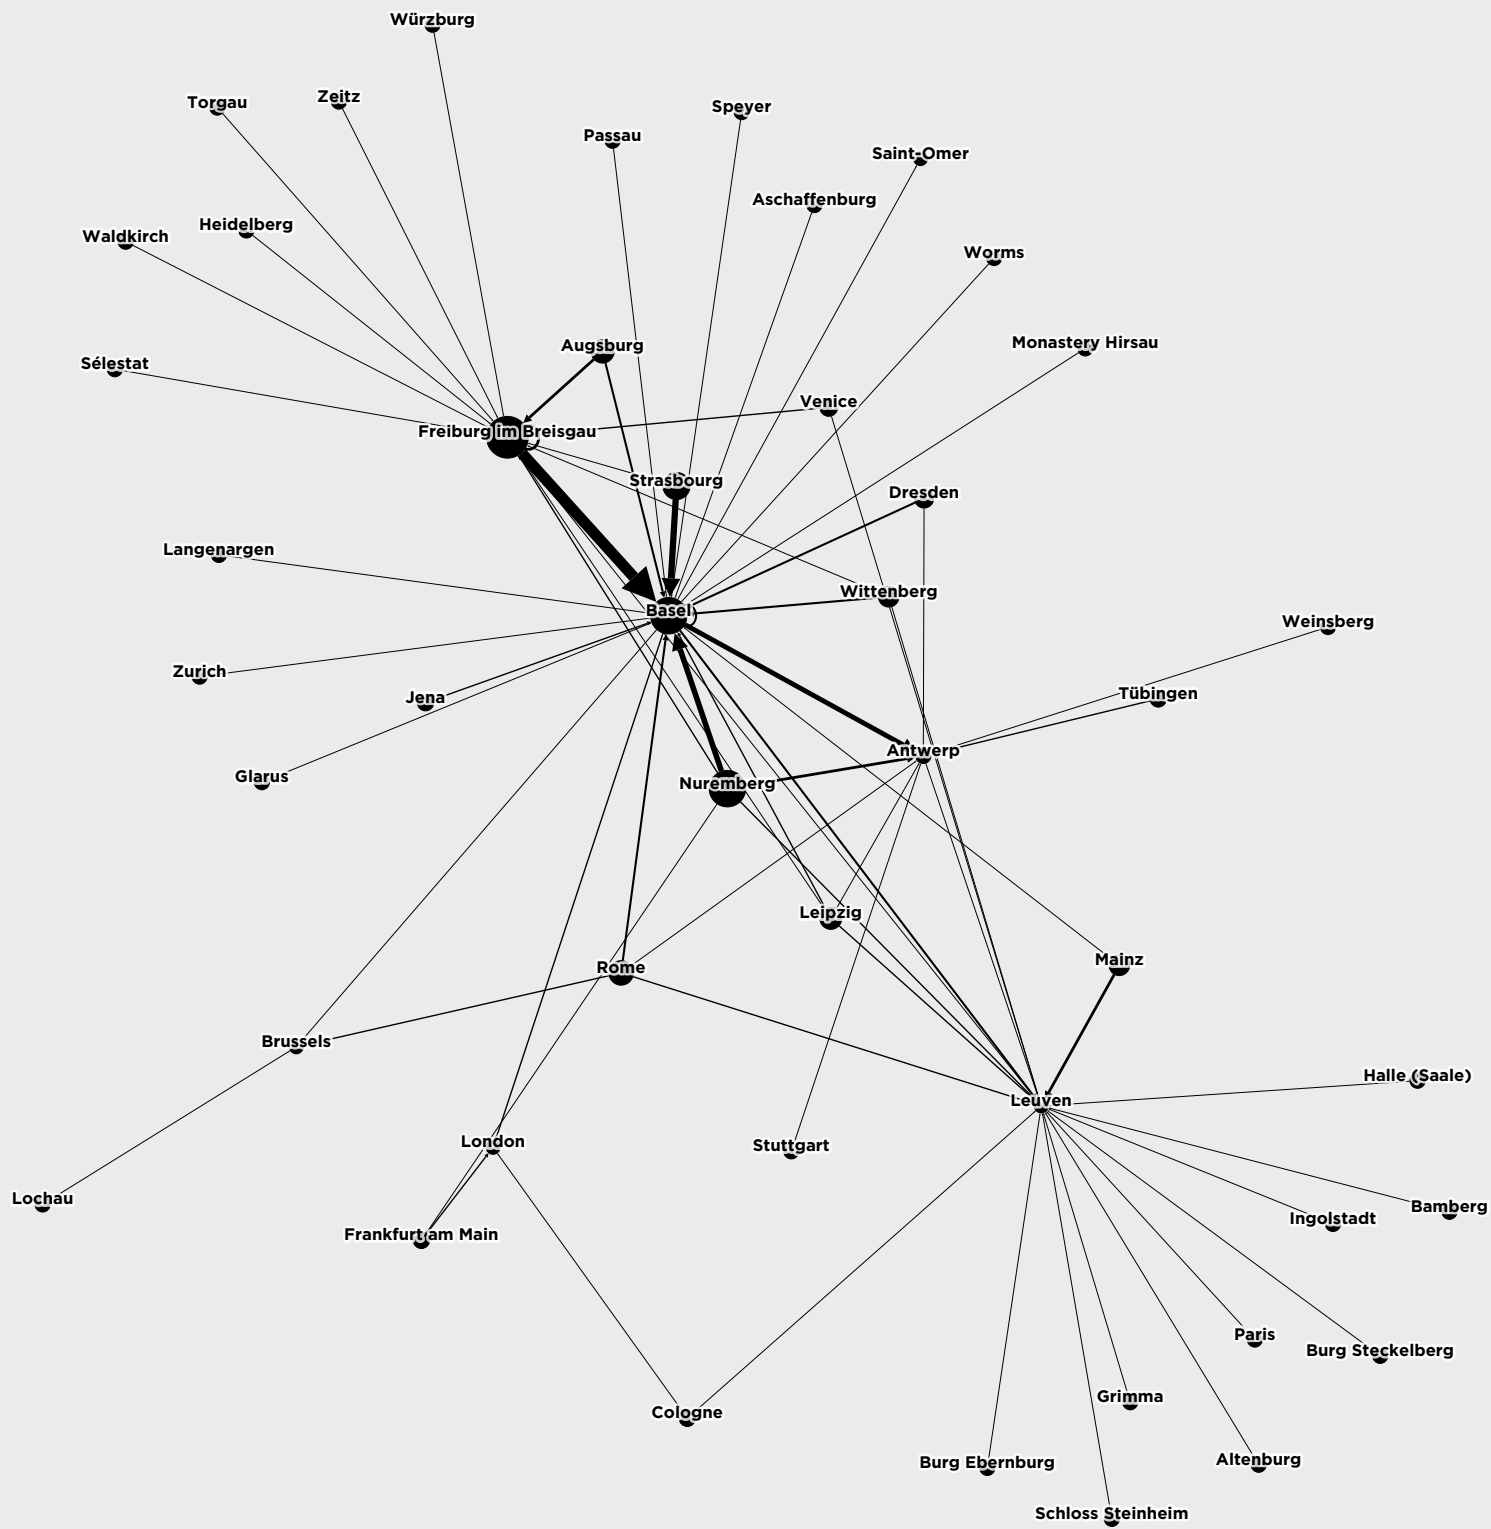 Würzburg
Zeitz
Torgau
Speyer
Passau
Saint-Omer
Aschaffenburg
Heidelberg
Waldkirch
Worms
Monastery Hirsau
Augsburg
Sélestat
Venice
Freiburg im Breisgau
Strasbourg
Dresden
Langenargen
Wittenberg
Basel
Weinsberg
Zurich
Tübingen
Jena
Antwerp
Glarus
Nuremberg
Leipzig
Mainz
Rome
Brussels
Halle (Saale)
Leuven
London
Stuttgart
Lochau
Bamberg
Ingolstadt
Frankfurt am Main
Paris
Burg Steckelberg
Grimma
Cologne
Altenburg
Burg Ebernburg
Schloss Steinheim